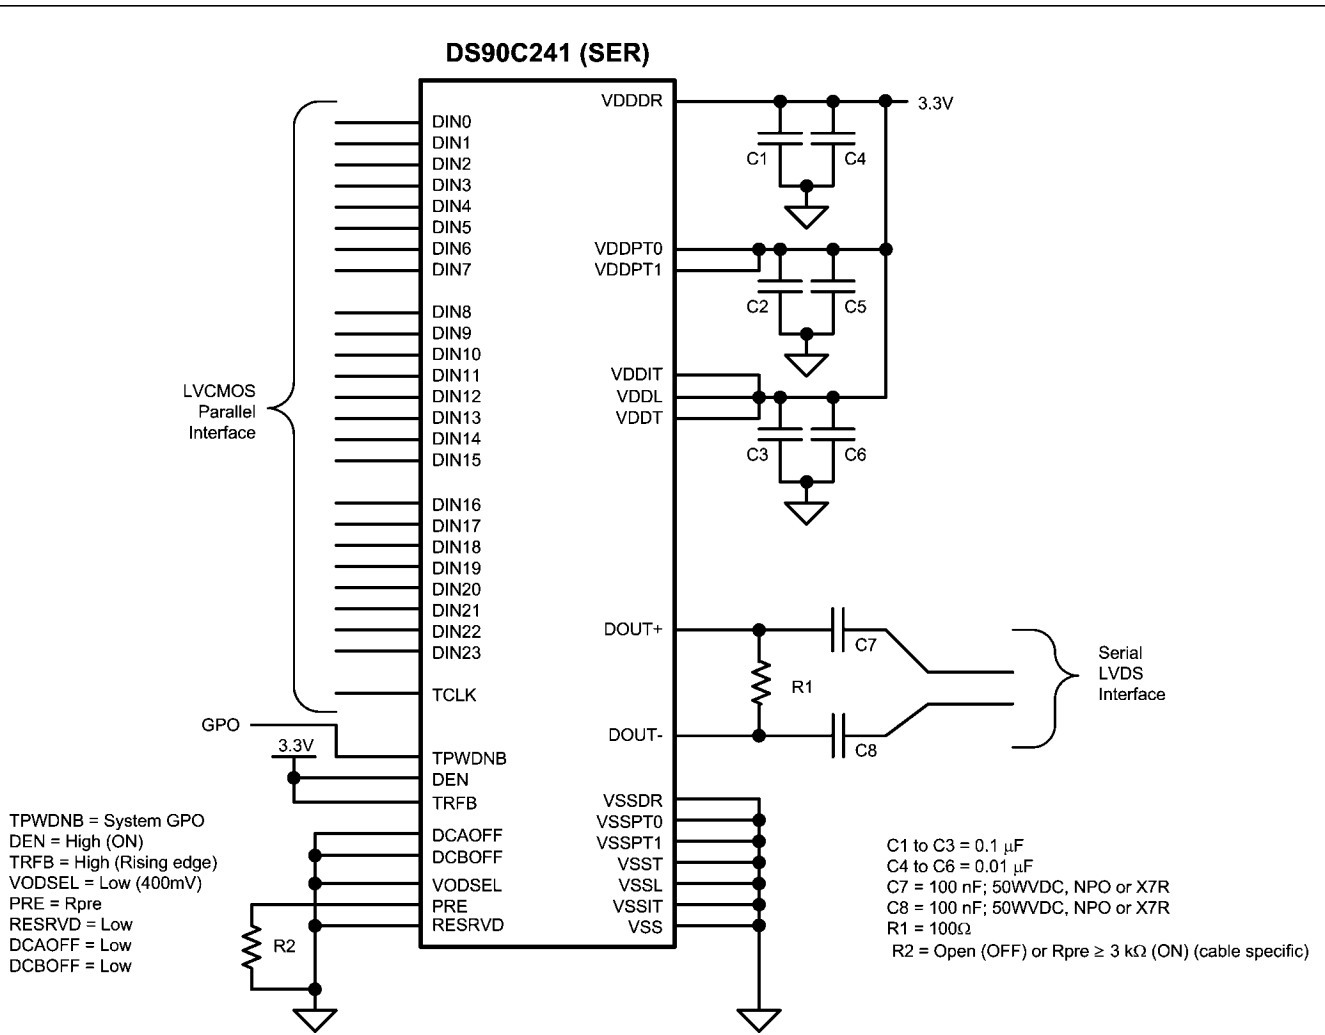 DS90C241 (SER)
VDDDR
3.3V
DIN0
DIN1
DIN2
DIN3
DIN4
DIN5
DIN6
DIN7
C1
C4
VDDPT0
VDDPT1
C2
C5
DIN8
DIN9
DIN10
DIN11
DIN12
DIN13
DIN14
DIN15
LVCMOS
Parallel
Interface
VDDIT
VDDL
VDDT
C3
C6
DIN16
DIN17
DIN18
DIN19
DIN20
DIN21
DIN22
DIN23
TCLK
DOUT+
C7
R1
DOUT-
C8
Serial
LVDS
Interface
GPO
3.3V
TPWDNB
DEN
TRFB
DCAOFF
DCBOFF
VODSEL
PRE
RESRVD
R2
VSSDR
VSSPT0
VSSPT1
VSST
VSSL
VSSIT
VSS
TPWDNB = System GPO
DEN = High (ON)
TRFB = High (Rising edge)
VODSEL = Low (400mV)
PRE = Rpre
RESRVD = Low
DCAOFF = Low
DCBOFF = Low
C1 to C3 = 0.1 μF
C4 to C6 = 0.01 μF
C7 = 100 nF; 50WVDC, NPO or X7R
C8 = 100 nF; 50WVDC, NPO or X7R
R1 = 100Ω
R2 = Open (OFF) or Rpre ≥ 3 kΩ (ON) (cable specific)